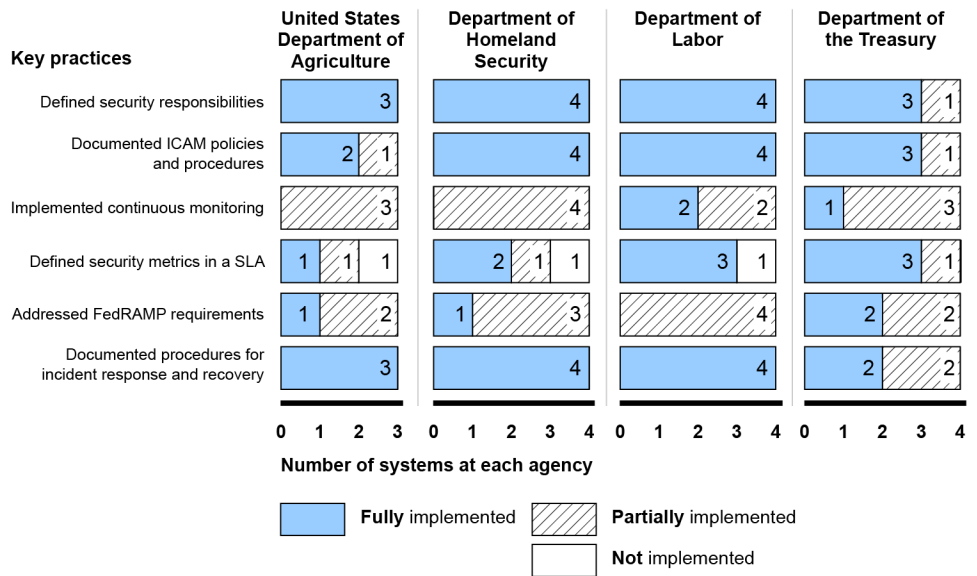 Key practices
United States
Department of
Agriculture
Department of
Homeland
Security
Department of
Labor
Department of
the Treasury
Defined security responsibilities
3
4
4
3 1
Documented ICAM policies
and procedures
2 1
4
4
3 1
Implemented continuous monitoring
3
4
2 2
1 3
Defined security metrics in a SLA
1 1 1
2 1 1
3 1
3 1
Addressed FedRAMP requirements
1 2
1 3
4
2 2
Documented procedures for
incident response and recovery
3
4
4
2 2
0 1 2 3
0 1 2 3 4
0 1 2 3 4
0 1 2 3 4
Number of systems at each agency
Fully implemented
Partially implemented
Not implemented